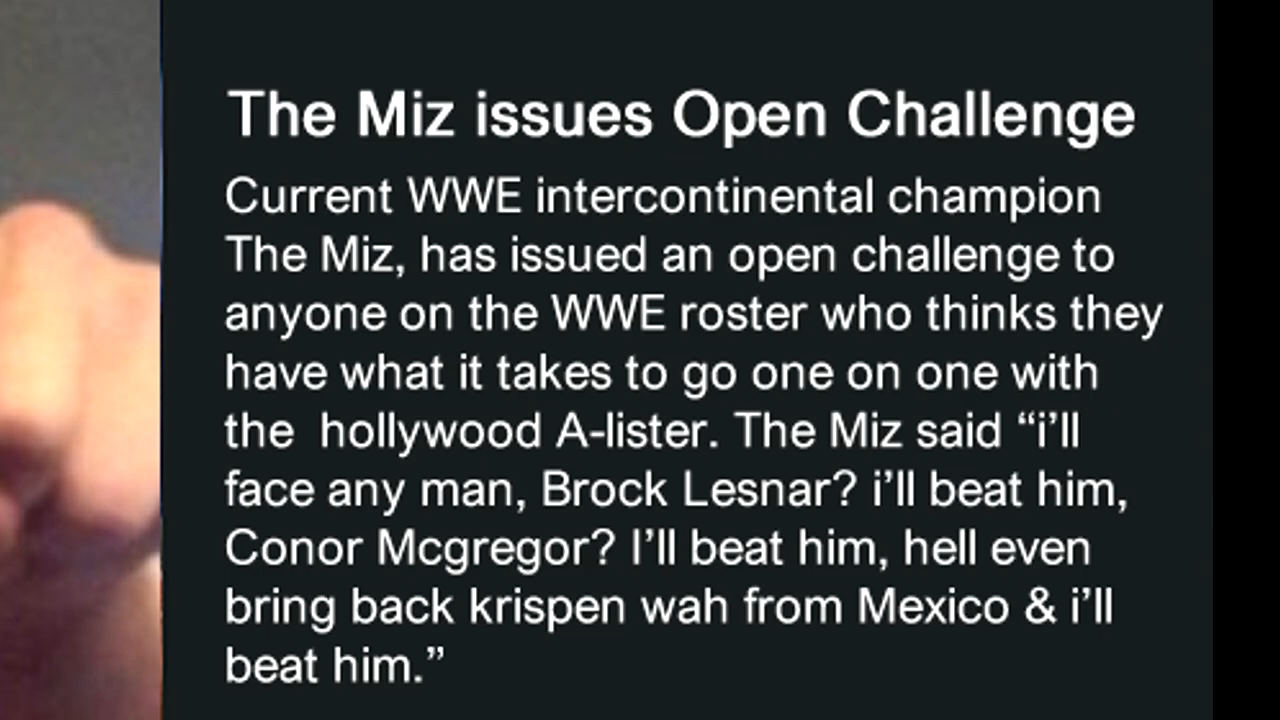 The Miz issues Open Challenge
Current WWE intercontinental champion
The Miz, has issued an open challenge to
anyone on the WWE roster who thinks they
have what it takes to go one on one with
the  hollywood A-lister. The Miz said “i’ll
face any man, Brock Lesnar? i’ll beat him,
Conor Mcgregor? I’ll beat him, hell even
bring back krispen wah from Mexico & i’ll
beat him.”